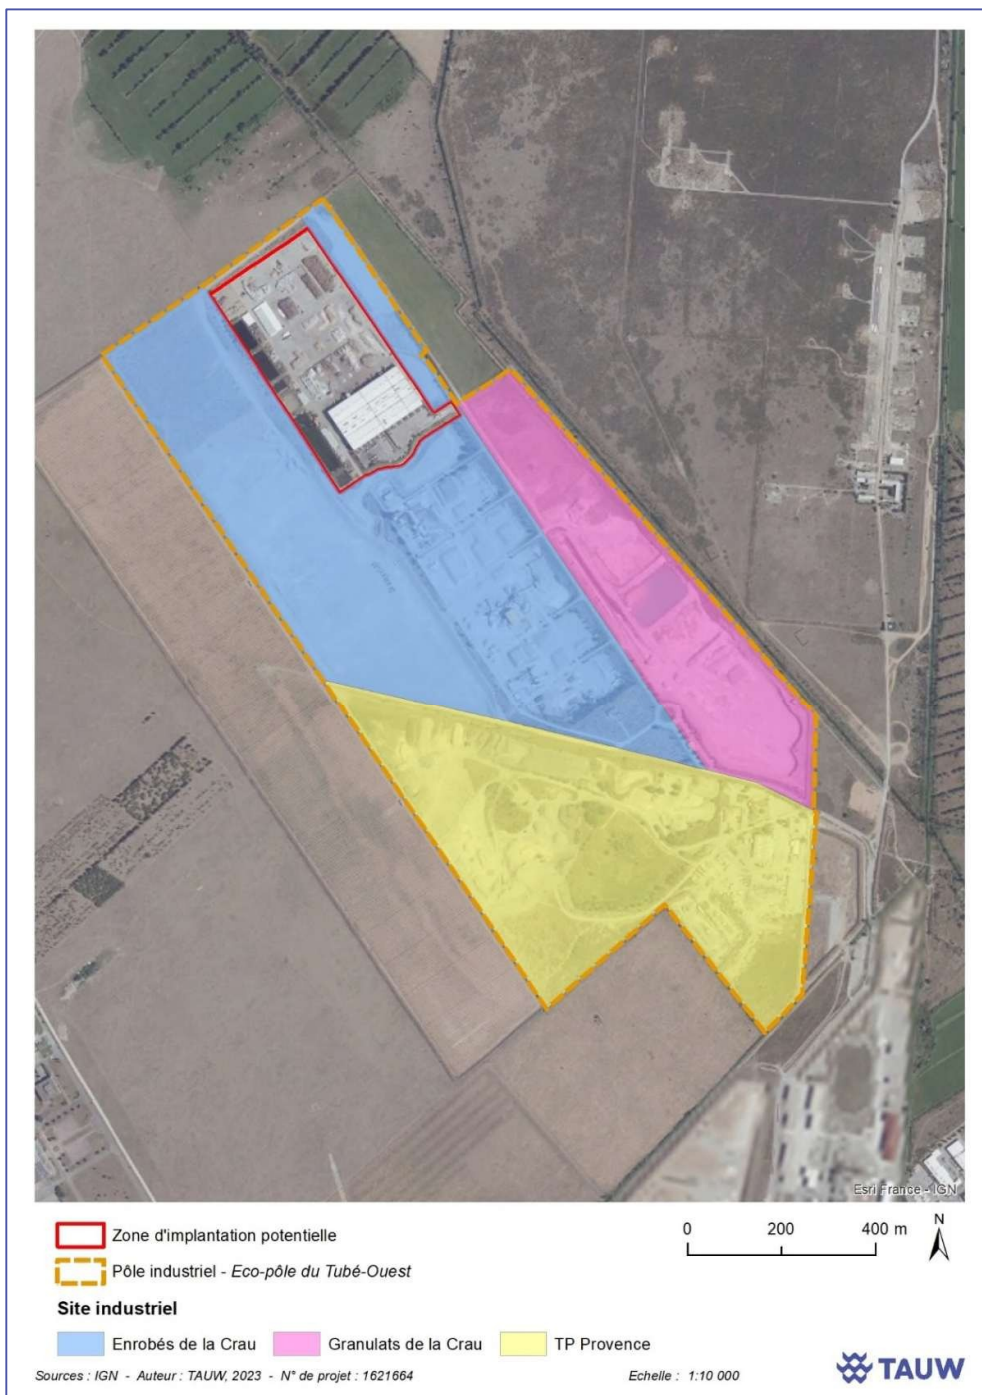 Esri France - IGN
Zone d'implantation potentielle
0 200 400 m
N
Pôle industriel - Eco-pôle du Tubé-Ouest
Site industriel
Enrobés de la Crau
Granulats de la Crau
TP Provence
Sources : IGN - Auteur : TAUW, 2023 - N° de projet : 1621664
Echelle : 1:10 000
TAUW